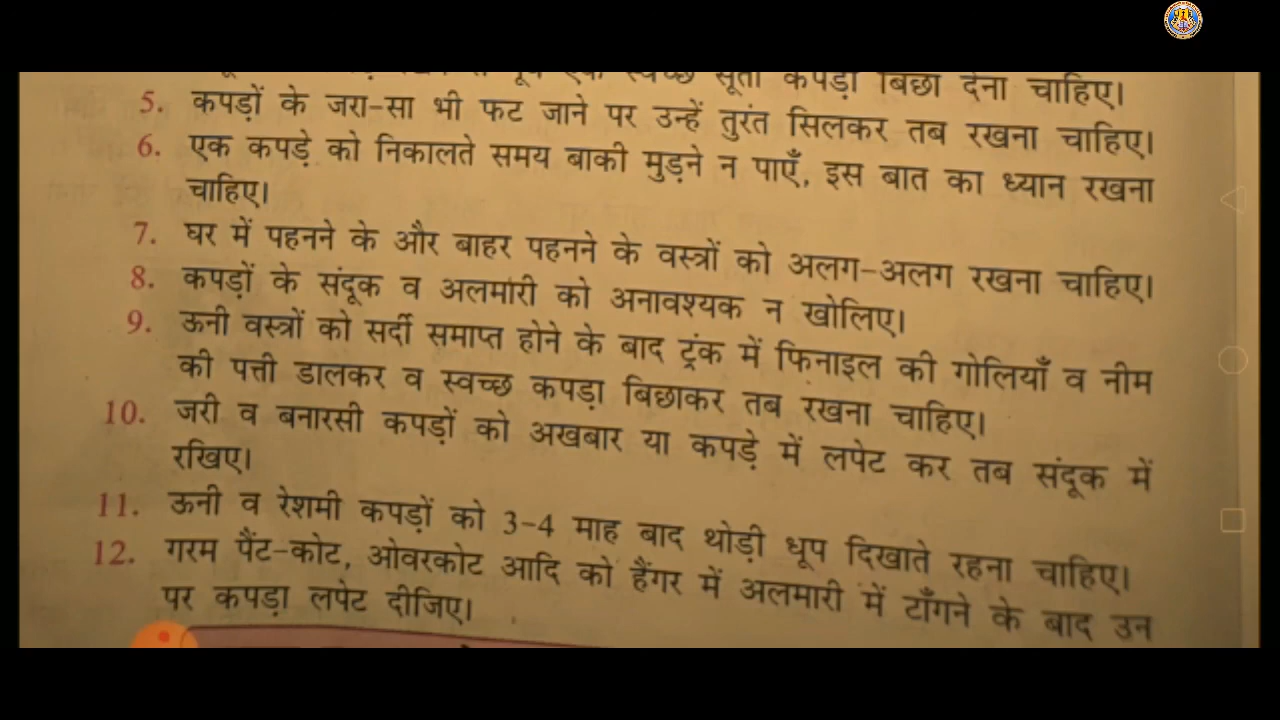 स्वच्छ सूती कपड़ा बिछा देना चाहिए।
5. कपड़ों के जरा-सा भी फट जाने पर उन्हें तुरंत सिलकर तब रखना चाहिए।
6. एक कपड़े को निकालते समय बाकी मुड़ने न पाएँ, इस बात का ध्यान रखना
चाहिए।
7. घर में पहनने के और बाहर पहनने के वस्त्रों को अलग-अलग रखना चाहिए।
8. कपड़ों के संदूक व अलमारी को अनावश्यक न खोलिए।
9. ऊनी वस्त्रों को सर्दी समाप्त होने के बाद ट्रंक में फिनाइल की गोलियाँ व नीम
की पत्ती डालकर व स्वच्छ कपड़ा बिछाकर तब रखना चाहिए।
10. जरी व बनारसी कपड़ों को अखबार या कपड़े में लपेट कर तब संदूक में
रखिए।
11. ऊनी व रेशमी कपड़ों को 3-4 माह बाद थोड़ी धूप दिखाते रहना चाहिए।
12. गरम पैंट-कोट, ओवरकोट आदि को हैंगर में अलमारी में टाँगने के बाद उन
पर कपड़ा लपेट दीजिए।